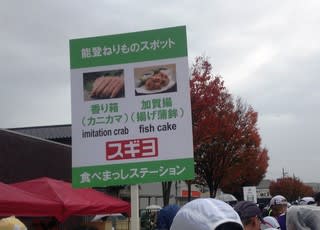 能登ねりものスポット
香り箱
（カニカマ）
imitation crab
加賀揚
（揚げ蒲鉾）
fish cake
スギヨ
食べまっしステーション